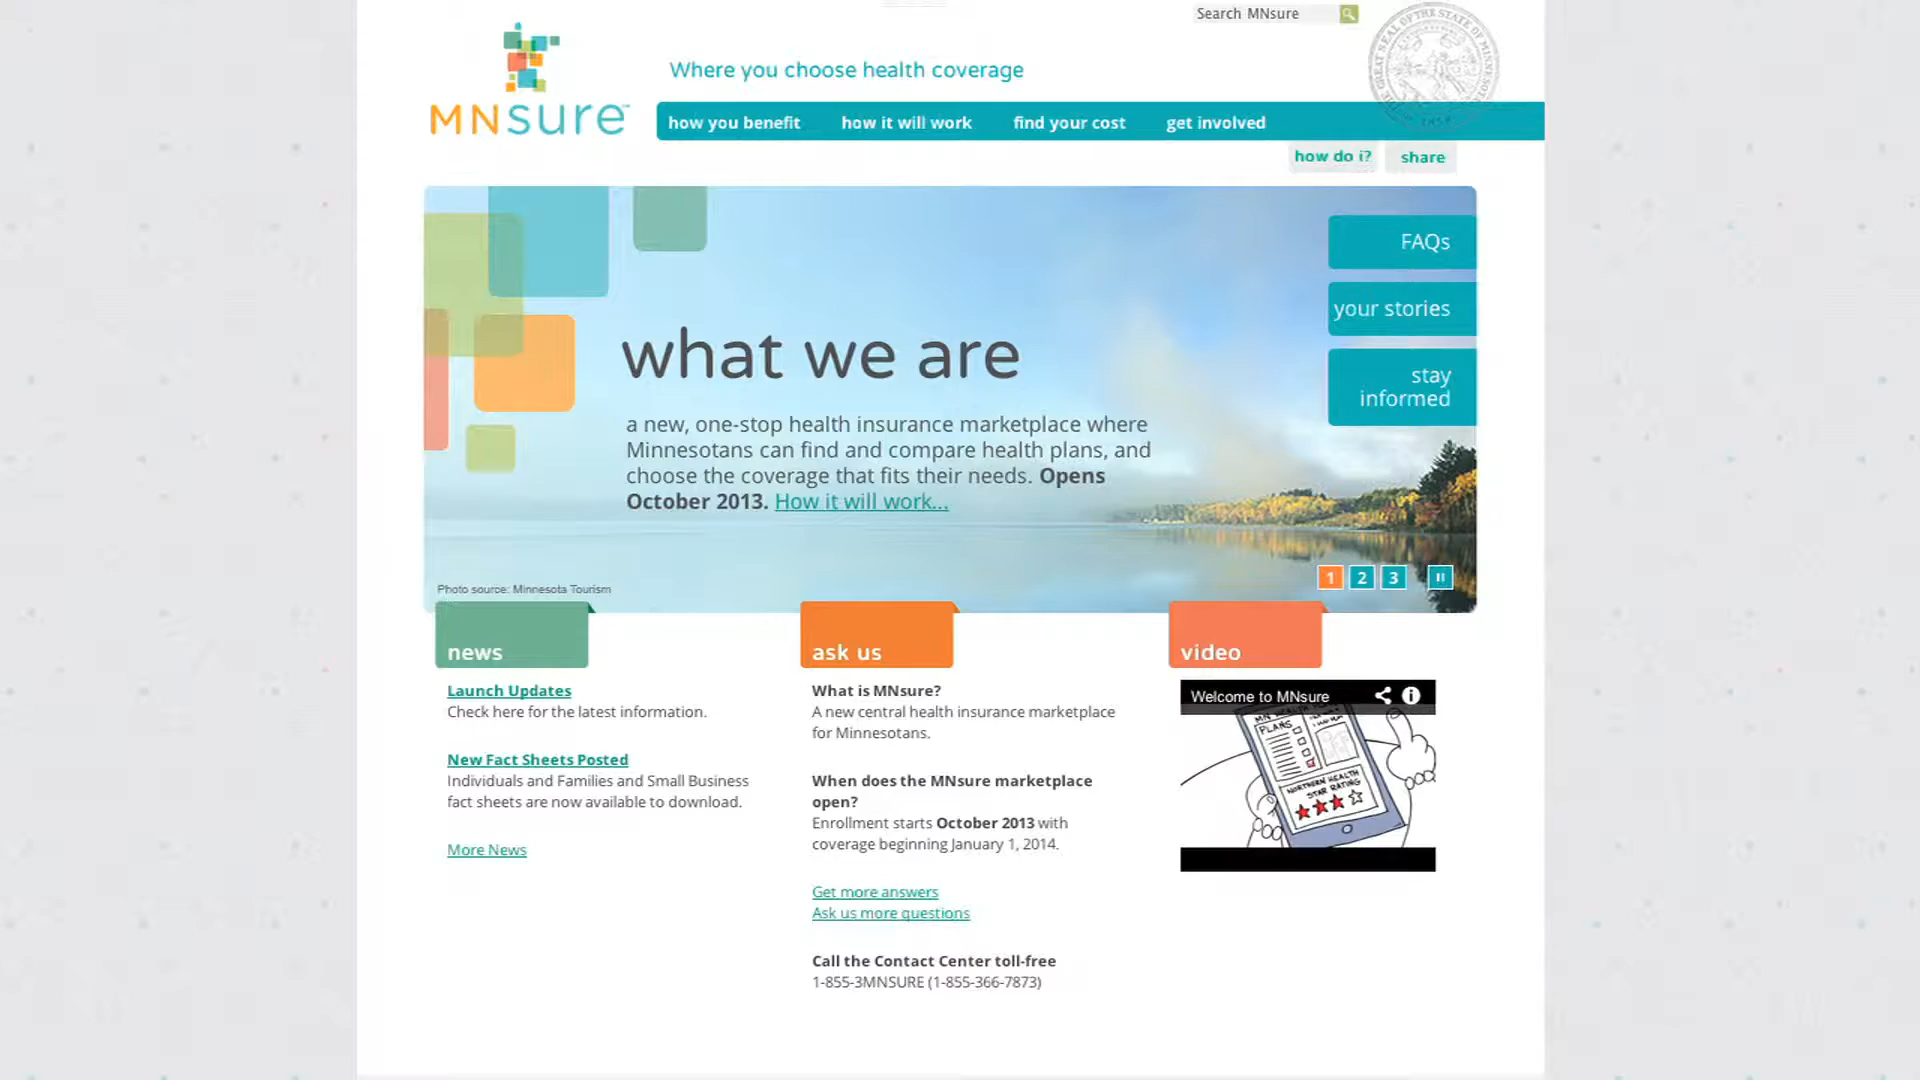 Search MNsure
MNsure™
Where you choose health coverage
how you benefit
how it will work
find your cost
get involved
how do i?
share
FAQs
your stories
stay
informed
what we are
a new, one-stop health insurance marketplace where
Minnesotans can find and compare health plans, and
choose the coverage that fits their needs. Opens
October 2013. How it will work...
1 2 3
Photo source: Minnesota Tourism
news
Launch Updates
Check here for the latest information.
New Fact Sheets Posted
Individuals and Families and Small Business
fact sheets are now available to download.
More News
ask us
What is MNsure?
A new central health insurance marketplace
for Minnesotans.
When does the MNsure marketplace
open?
Enrollment starts October 2013 with
coverage beginning January 1, 2014.
Get more answers
Ask us more questions
Call the Contact Center toll-free
1-855-3MNSURE (1-855-366-7873)
video
Welcome to MNsure
PLANS
NORTHERN HEALTH
STAR RATING